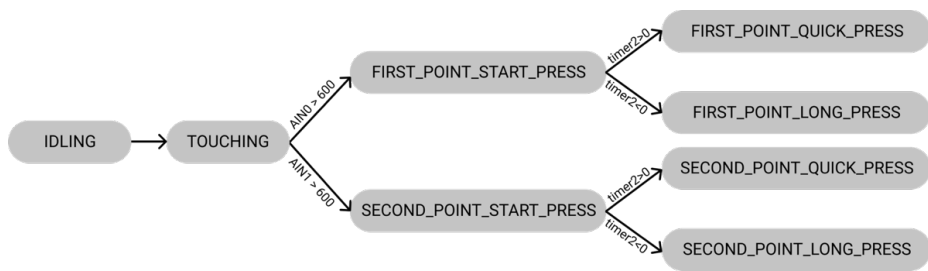 IDLING
TOUCHING
AIN0 > 600
AIN1 > 600
FIRST_POINT_START_PRESS
SECOND_POINT_START_PRESS
timer2>0
timer2<0
timer2>0
timer2<0
FIRST_POINT_QUICK_PRESS
FIRST_POINT_LONG_PRESS
SECOND_POINT_QUICK_PRESS
SECOND_POINT_LONG_PRESS